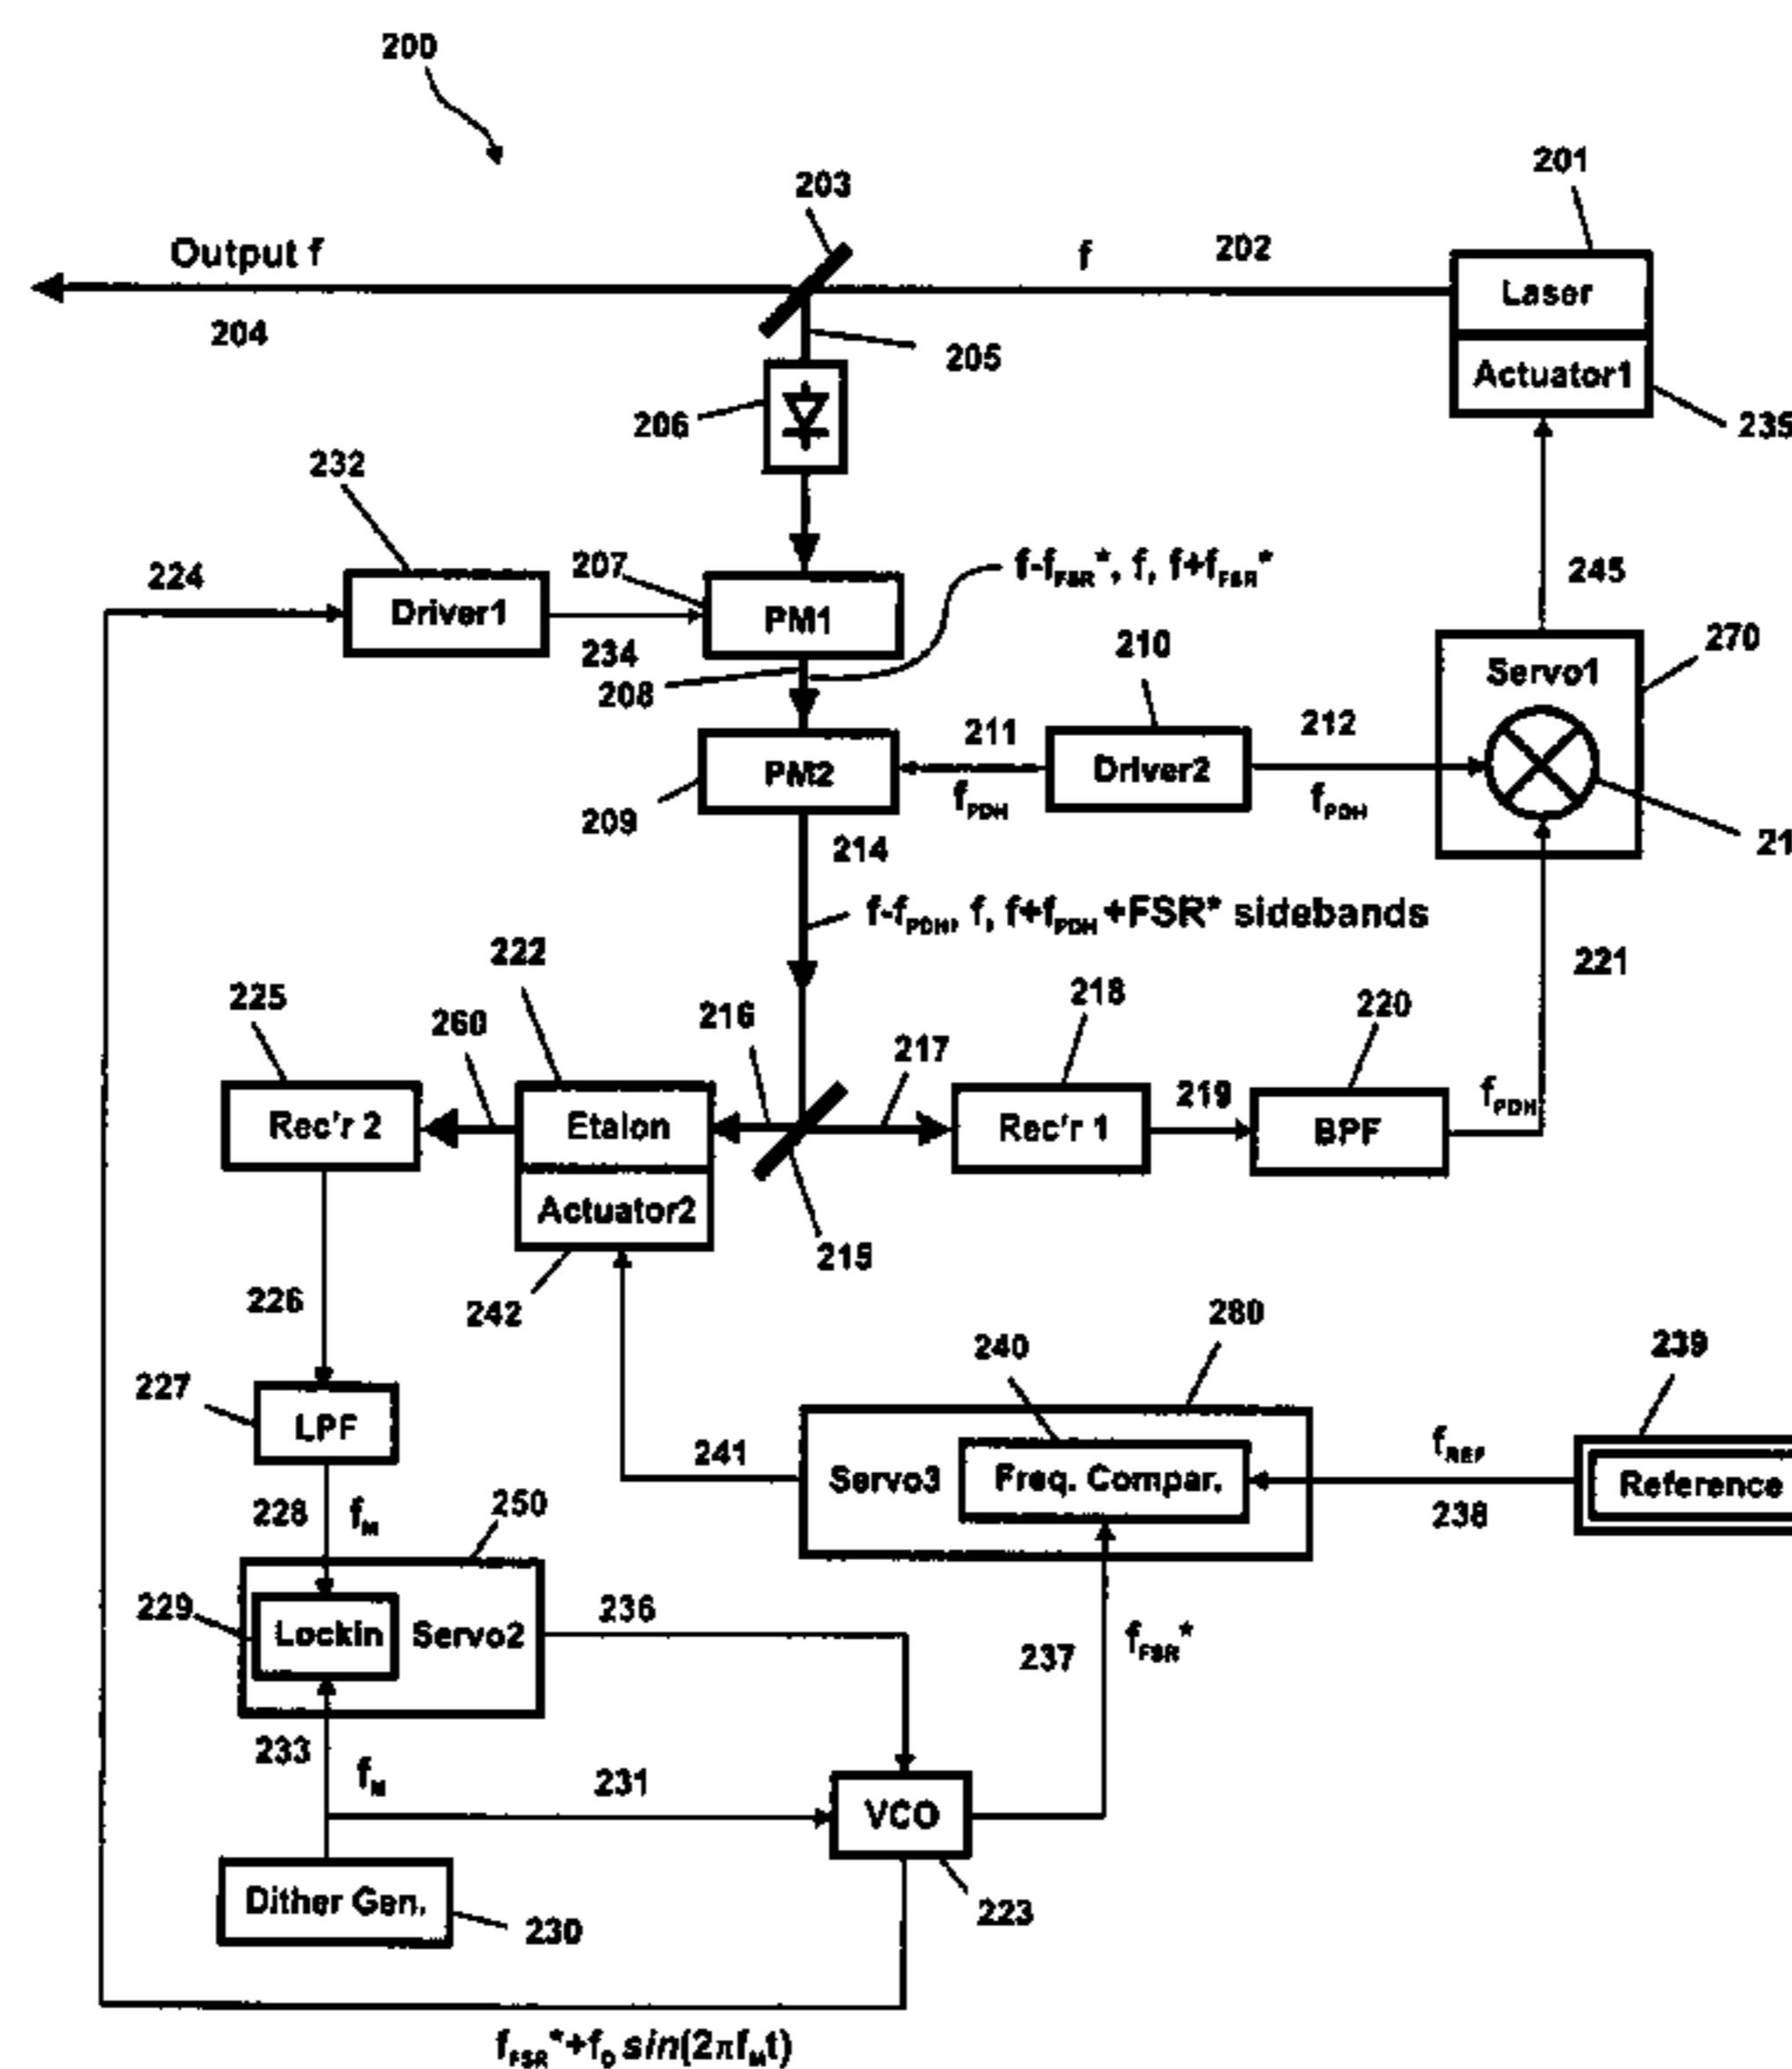 200
203
201
Output f
f
202
Laser
204
205
Actuator1
206
235
232
224
207
f-f_FSR*, f, f+f_FSR*
245
Driver1
PM1
234
210
270
208
Servo1
211
212
PM2
Driver2
f_PDH
f_PDH
209
214
21
f-f_PDH, f, f+f_PDH +FSR* sidebands
222
221
225
260
216
218
220
217
219
f_PDH
Rec'r 2
Etalon
Rec'r 1
BPF
Actuator2
215
226
242
280
240
239
227
LPF
241
f_REF
Servo3
Freq. Compar.
Reference
228
f_M
250
238
229
Lockin
Servo2
236
237
f_FSR*
233
f_M
231
VCO
Dither Gen.
230
223
f_FSR*+f_D sin(2πf_Mt)